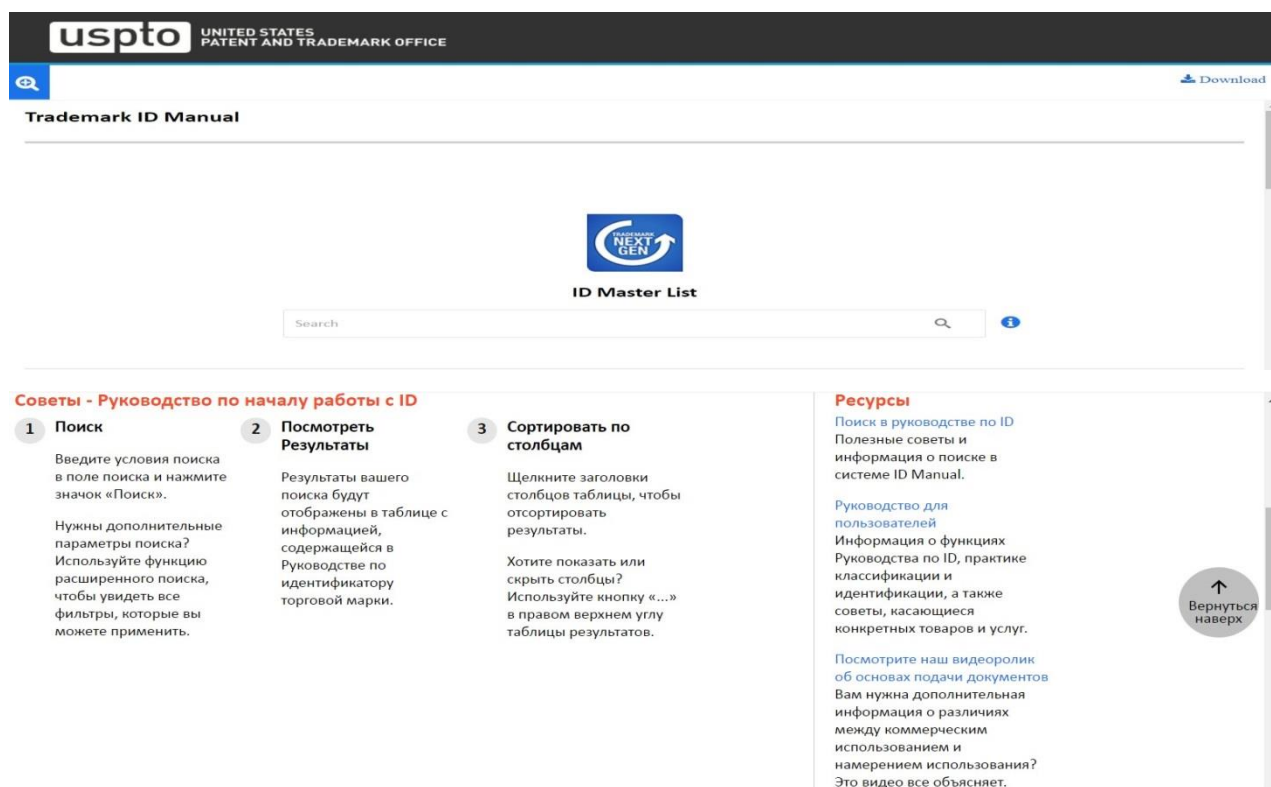 uspto UNITED STATES
PATENT AND TRADEMARK OFFICE
Download
Trademark ID Manual
TRADEMARK
NEXT
GEN
ID Master List
Search
Советы - Руководство по началу работы с ID
1 Поиск
Введите условия поиска
в поле поиска и нажмите
значок «Поиск».
Нужны дополнительные
параметры поиска?
Используйте функцию
расширенного поиска,
чтобы увидеть все
фильтры, которые вы
можете применить.
2 Посмотреть
Результаты
Результаты вашего
поиска будут
отображены в таблице с
информацией,
содержащейся в
Руководстве по
идентификатору
торговой марки.
3 Сортировать по
столбцам
Щелкните заголовки
столбцов таблицы, чтобы
отсортировать
результаты.
Хотите показать или
скрыть столбцы?
Используйте кнопку «...»
в правом верхнем углу
таблицы результатов.
Ресурсы
Поиск в руководстве по ID
Полезные советы и
информация о поиске в
системе ID Manual.
Руководство для
пользователей
Информация о функциях
Руководства по ID, практике
классификации и
идентификации, а также
советы, касающиеся
конкретных товаров и услуг.
Посмотрите наш видеоролик
об основах подачи документов
Вам нужна дополнительная
информация о различиях
между коммерческим
использованием и
намерением использования?
Это видео все объясняет.
Вернуться
наверх